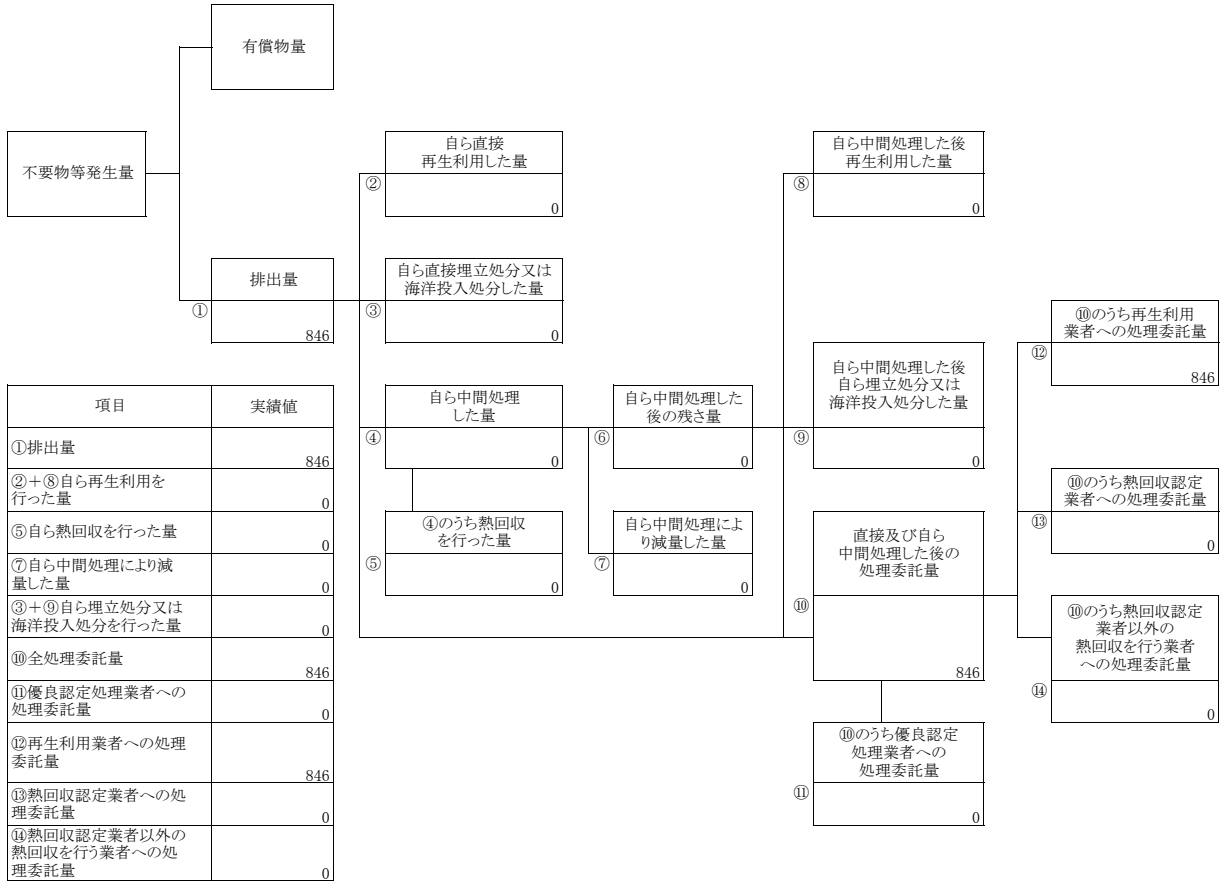 有償物量
不要物等発生量
自ら直接
再生利用した量
②
0
自ら中間処理した後
再生利用した量
⑧
0
排出量
①
846
自ら直接埋立処分又は
海洋投入処分した量
③
0
⑩のうち再生利用
業者への処理委託量
⑫
846
自ら中間処理
した量
④
0
自ら中間処理した
後の残さ量
⑥
0
自ら中間処理した後
自ら埋立処分又は
海洋投入処分した量
⑨
0
⑩のうち熱回収認定
業者への処理委託量
⑬
0
④のうち熱回収
を行った量
⑤
0
自ら中間処理によ
り減量した量
⑦
0
直接及び自ら
中間処理した後の
処理委託量
⑩
846
⑩のうち熱回収認定
業者以外の
熱回収を行う業者
への処理委託量
⑭
0
⑩のうち優良認定
処理業者への
処理委託量
⑪
0
項目 実績値
①排出量
846
②+⑧自ら再生利用を
行った量
0
⑤自ら熱回収を行った量
0
⑦自ら中間処理により減
量した量
0
③+⑨自ら埋立処分又は
海洋投入処分を行った量
0
⑩全処理委託量
846
⑪優良認定処理業者への
処理委託量
0
⑫再生利用業者への処理
委託量
846
⑬熱回収認定業者への処
理委託量
0
⑭熱回収認定業者以外の
熱回収を行う業者への処
理委託量
0